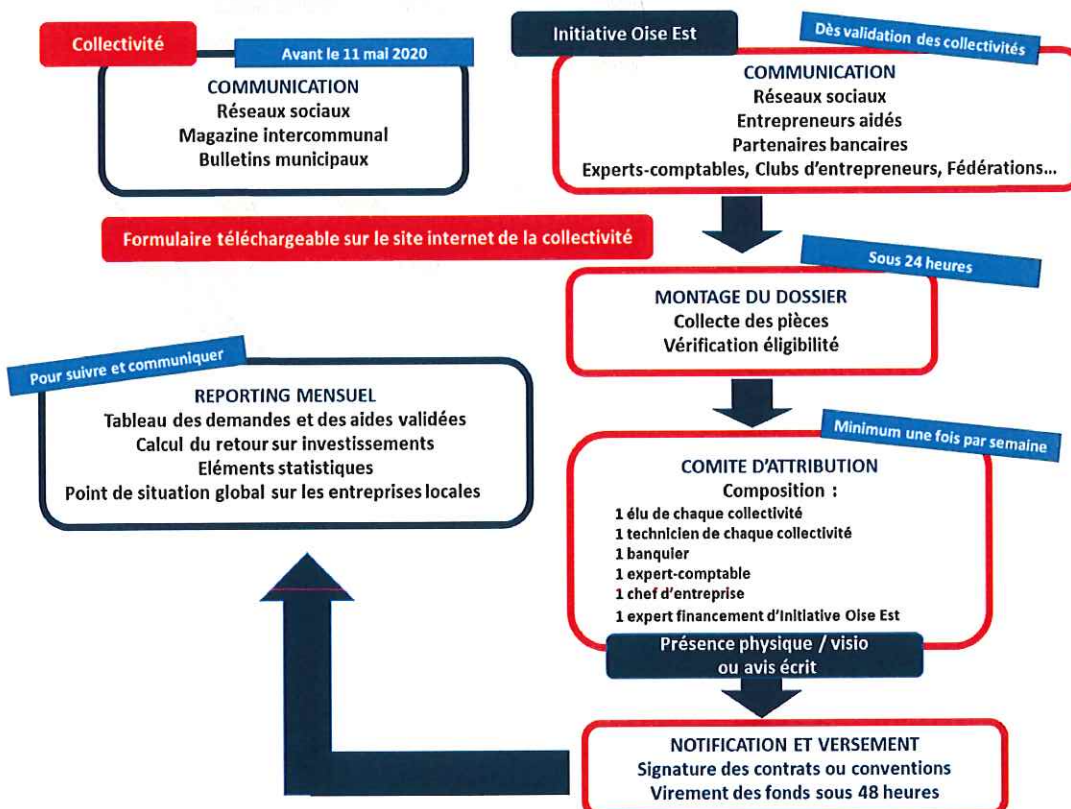 Collectivité
Avant le 11 mai 2020
COMMUNICATION
Réseaux sociaux
Magazine intercommunal
Bulletins municipaux
Initiative Oise Est
Dès validation des collectivités
COMMUNICATION
Réseaux sociaux
Entrepreneurs aidés
Partenaires bancaires
Experts-comptables, Clubs d'entrepreneurs, Fédérations...
Formulaire téléchargeable sur le site internet de la collectivité
Sous 24 heures
MONTAGE DU DOSSIER
Collecte des pièces
Vérification éligibilité
Minimum une fois par semaine
COMITE D'ATTRIBUTION
Composition :
1 élu de chaque collectivité
1 technicien de chaque collectivité
1 banquier
1 expert-comptable
1 chef d'entreprise
1 expert financement d'Initiative Oise Est
Présence physique / visio
ou avis écrit
NOTIFICATION ET VERSEMENT
Signature des contrats ou conventions
Virement des fonds sous 48 heures
Pour suivre et communiquer
REPORTING MENSUEL
Tableau des demandes et des aides validées
Calcul du retour sur investissements
Eléments statistiques
Point de situation global sur les entreprises locales